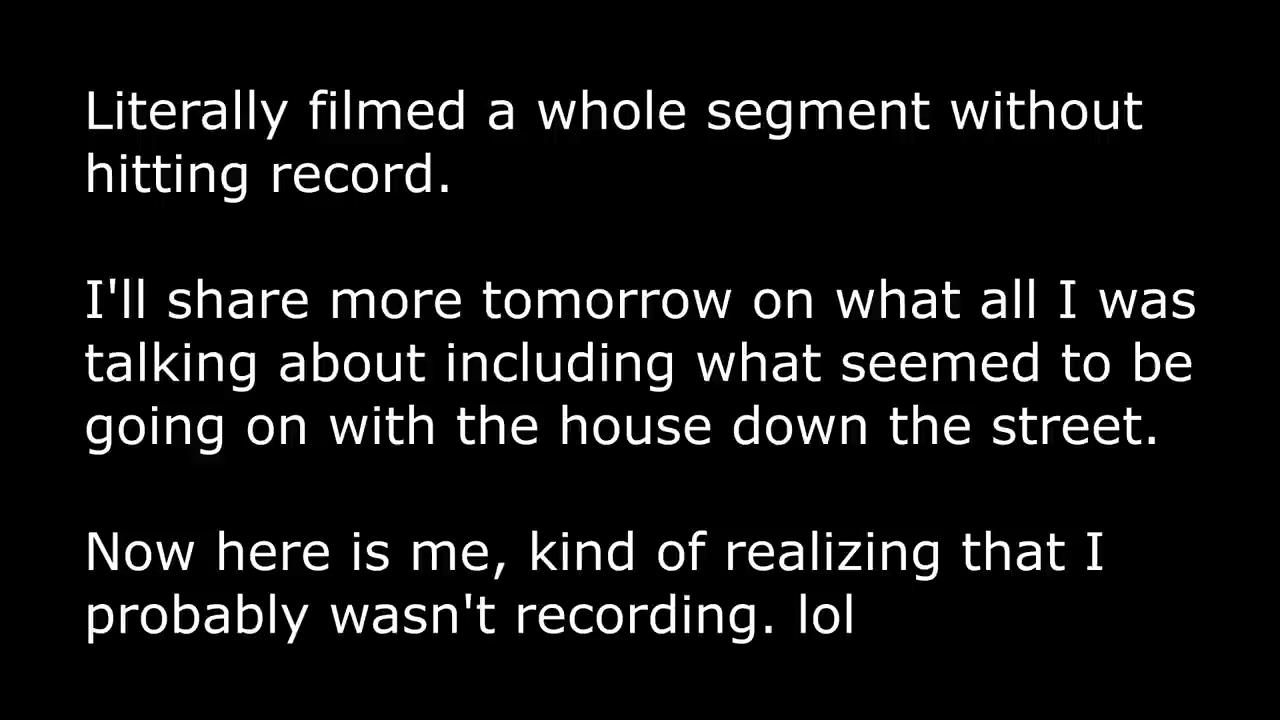 Literally filmed a whole segment without
hitting record.
I'll share more tomorrow on what all I was
talking about including what seemed to be
going on with the house down the street.
Now here is me, kind of realizing that I
probably wasn't recording. lol